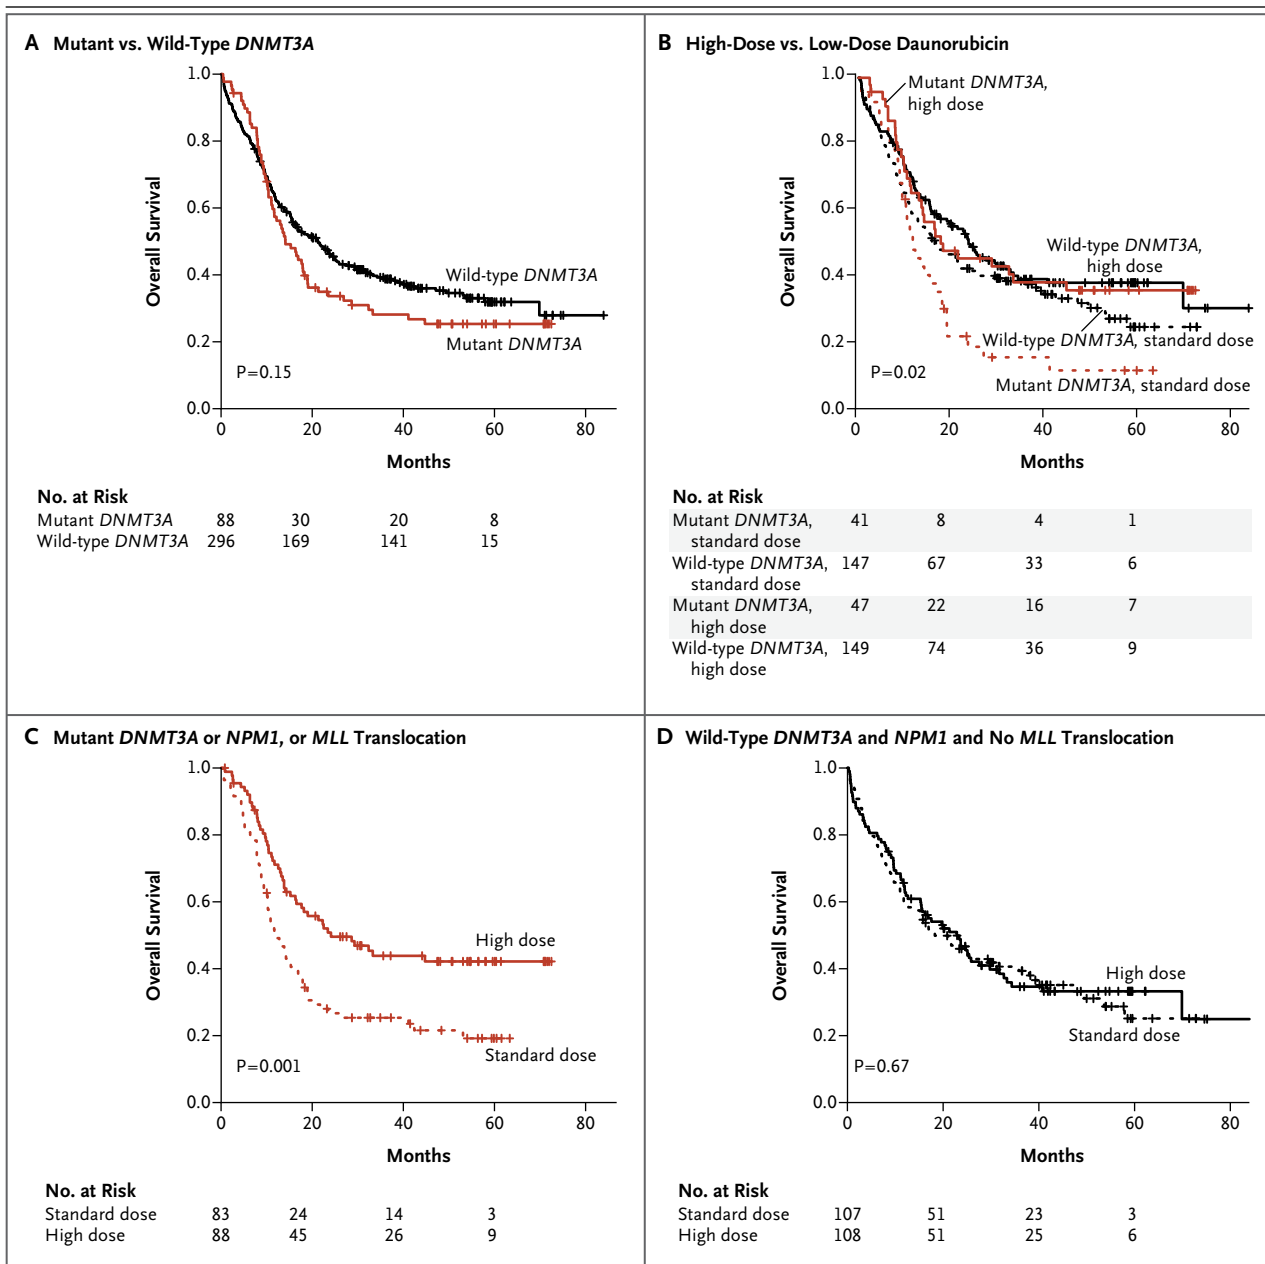 A Mutant vs. Wild-Type DNMT3A
1.0
0.8
0.6
0.4
0.2
0.0
Overall Survival
Wild-type DNMT3A
Mutant DNMT3A
P=0.15
0 20 40 60 80
Months
No. at Risk
Mutant DNMT3A 88 30 20 8
Wild-type DNMT3A 296 169 141 15
B High-Dose vs. Low-Dose Daunorubicin
1.0
0.8
0.6
0.4
0.2
0.0
Overall Survival
Mutant DNMT3A,
high dose
Wild-type DNMT3A,
high dose
Wild-type DNMT3A, standard dose
P=0.02
Mutant DNMT3A, standard dose
0 20 40 60 80
Months
No. at Risk
Mutant DNMT3A, 41 8 4 1
standard dose
Wild-type DNMT3A, 147 67 33 6
standard dose
Mutant DNMT3A, 47 22 16 7
high dose
Wild-type DNMT3A, 149 74 36 9
high dose
C Mutant DNMT3A or NPM1, or MLL Translocation
1.0
0.8
0.6
0.4
0.2
0.0
Overall Survival
High dose
Standard dose
P=0.001
0 20 40 60 80
Months
No. at Risk
Standard dose 83 24 14 3
High dose 88 45 26 9
D Wild-Type DNMT3A and NPM1 and No MLL Translocation
1.0
0.8
0.6
0.4
0.2
0.0
Overall Survival
High dose
Standard dose
P=0.67
0 20 40 60 80
Months
No. at Risk
Standard dose 107 51 23 3
High dose 108 51 25 6